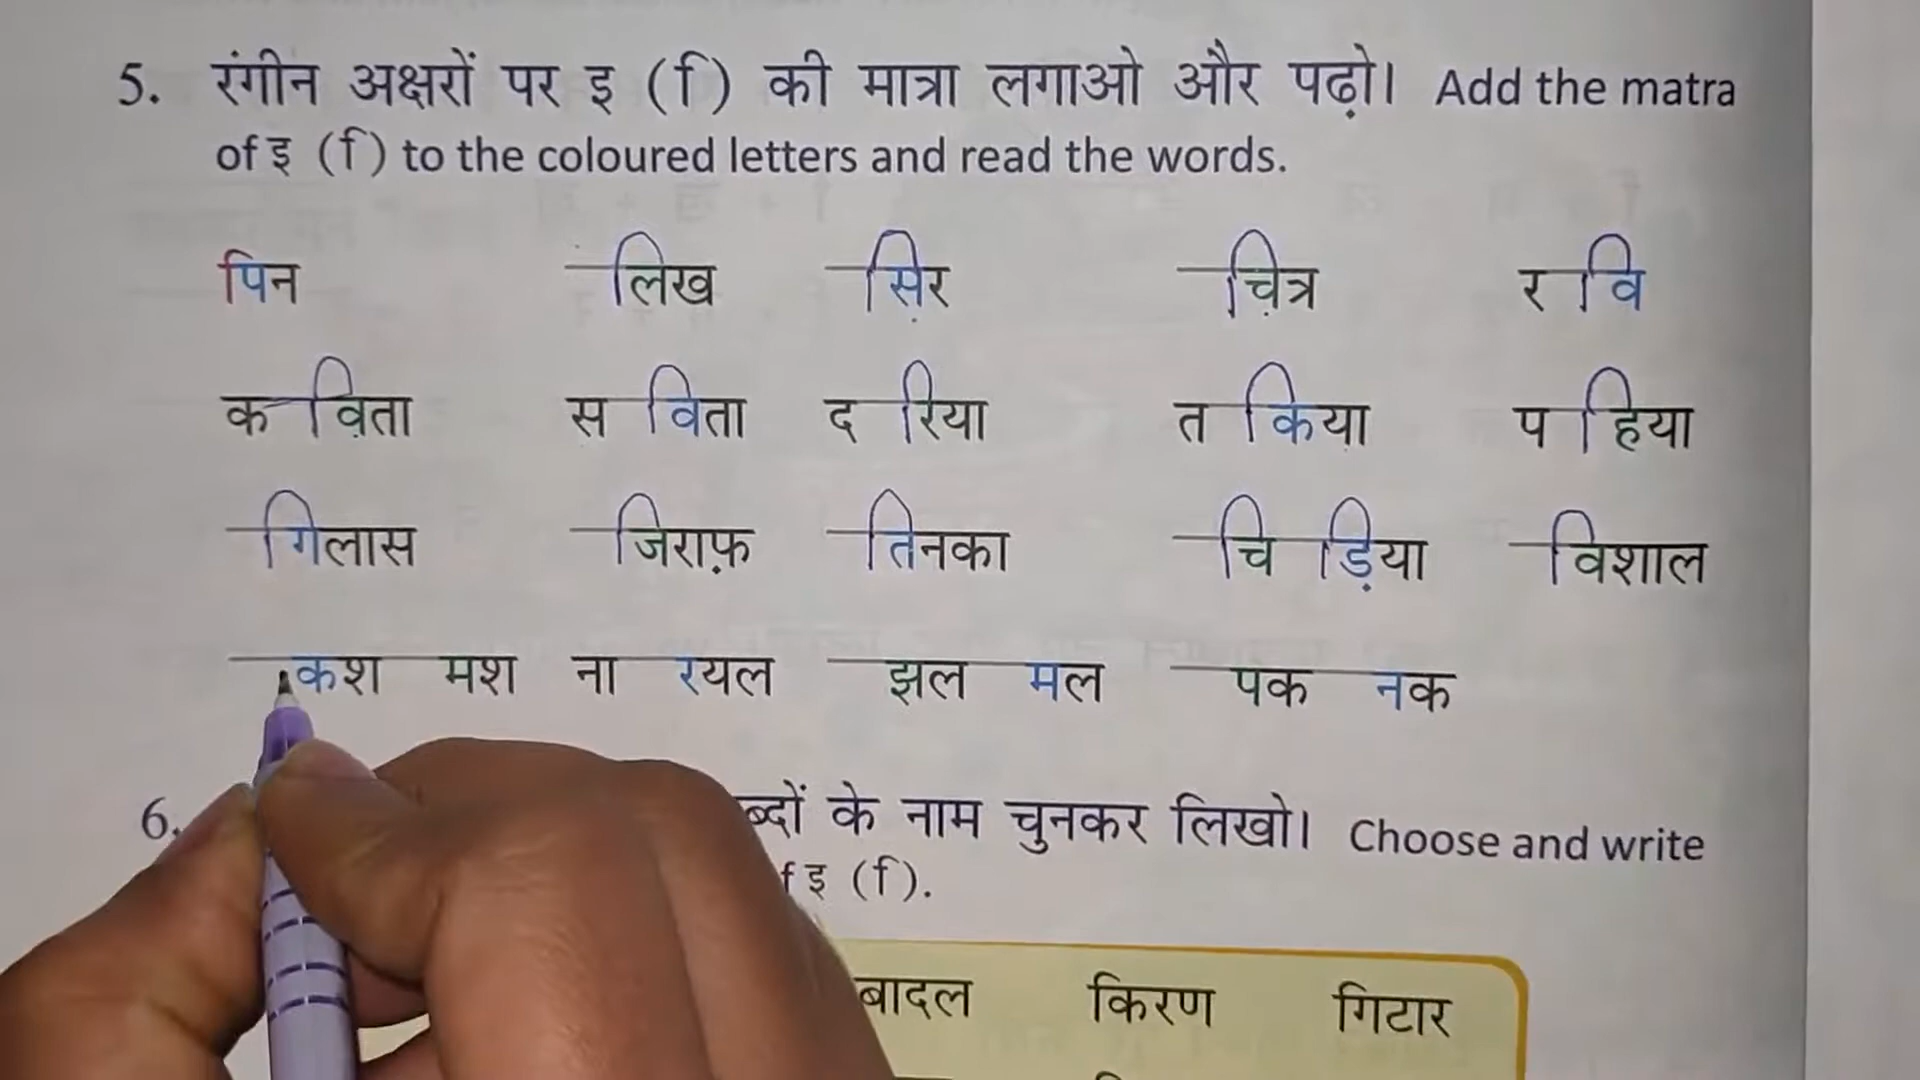 5. रंगीन अक्षरों पर इ (ि) की मात्रा लगाओ और पढ़ो। Add the matra
of इ (ि) to the coloured letters and read the words.
पिन लिख सिर चित्र रवि
कविता सविता दरिया तकिया पहिया
गिलास जिराफ़ तिनका चिड़िया विशाल
कश मश ना रयल झल मल पक नक
6. के नाम चुनकर लिखो। Choose and write
इ (ि).
बादल किरण गिटार